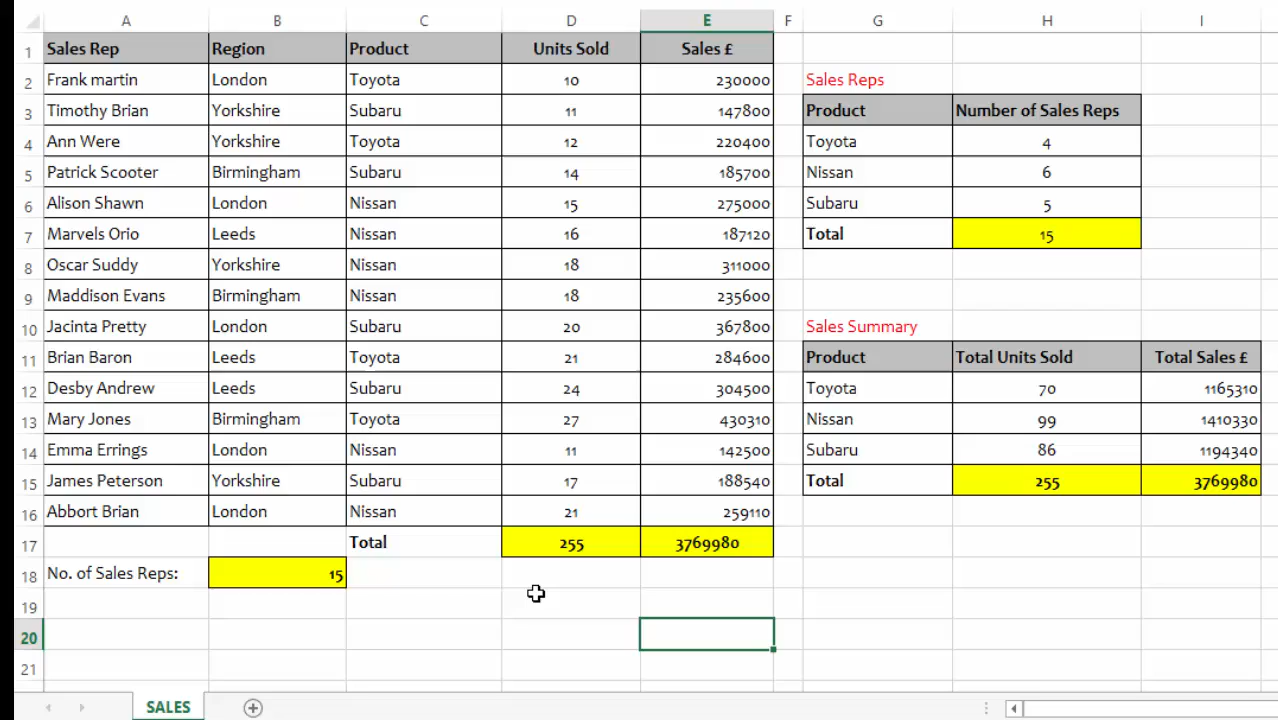 A B C D E F G H I
1 Sales Rep Region Product Units Sold Sales £
2 Frank martin London Toyota 10 230000 Sales Reps
3 Timothy Brian Yorkshire Subaru 11 147800 Product Number of Sales Reps
4 Ann Were Yorkshire Toyota 12 220400 Toyota 4
5 Patrick Scooter Birmingham Subaru 14 185700 Nissan 6
6 Alison Shawn London Nissan 15 275000 Subaru 5
7 Marvels Orio Leeds Nissan 16 187120 Total 15
8 Oscar Suddy Yorkshire Nissan 18 311000
9 Maddison Evans Birmingham Nissan 18 235600
10 Jacinta Pretty London Subaru 20 367800 Sales Summary
11 Brian Baron Leeds Toyota 21 284600 Product Total Units Sold Total Sales £
12 Desby Andrew Leeds Subaru 24 304500 Toyota 70 1165310
13 Mary Jones Birmingham Toyota 27 430310 Nissan 99 1410330
14 Emma Errings London Nissan 11 142500 Subaru 86 1194340
15 James Peterson Yorkshire Subaru 17 188540 Total 255 3769980
16 Abbort Brian London Nissan 21 259110
17 Total 255 3769980
18 No. of Sales Reps: 15
19
20
21
SALES